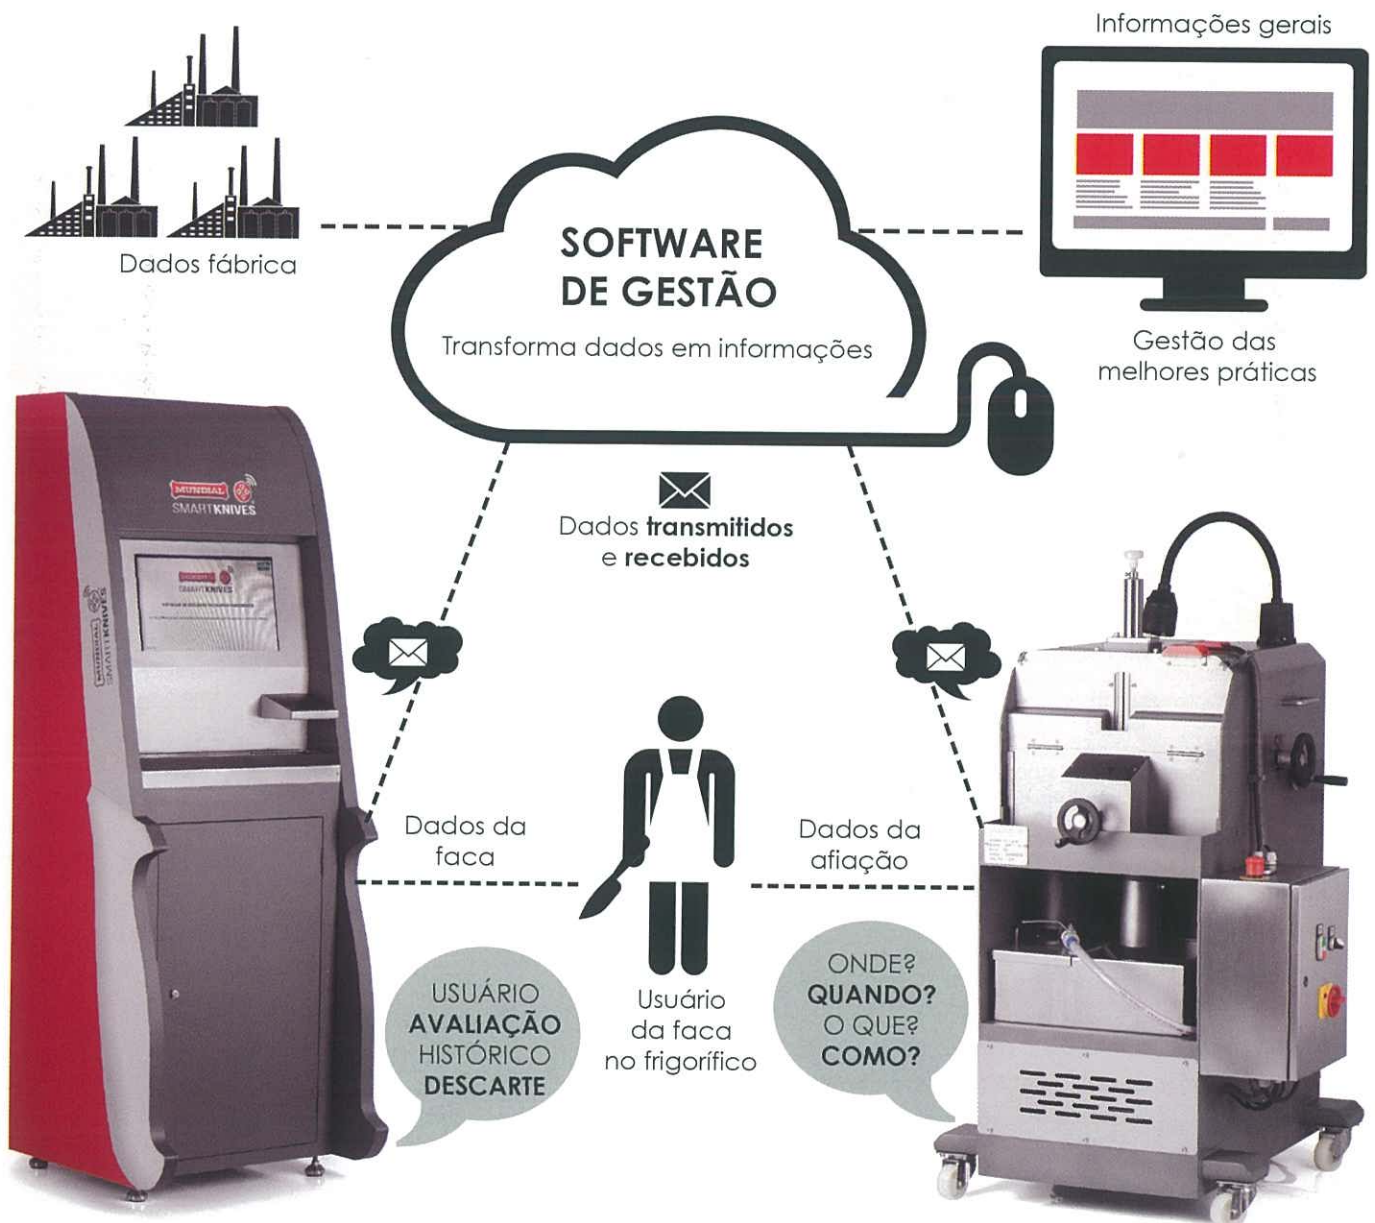 Informações gerais
Dados fábrica
SOFTWARE
DE GESTÃO
Transforma dados em informações
Gestão das
melhores práticas
MUNDIAL
SMARTKNIVES
SMARTKNIVES
MUNDIAL
SMARTKNIVES
Dados transmitidos
e recebidos
Dados da
faca
Dados da
afiação
USUÁRIO
AVALIAÇÃO
HISTÓRICO
DESCARTE
Usuário
da faca
no frigorífico
ONDE?
QUANDO?
O QUE?
COMO?